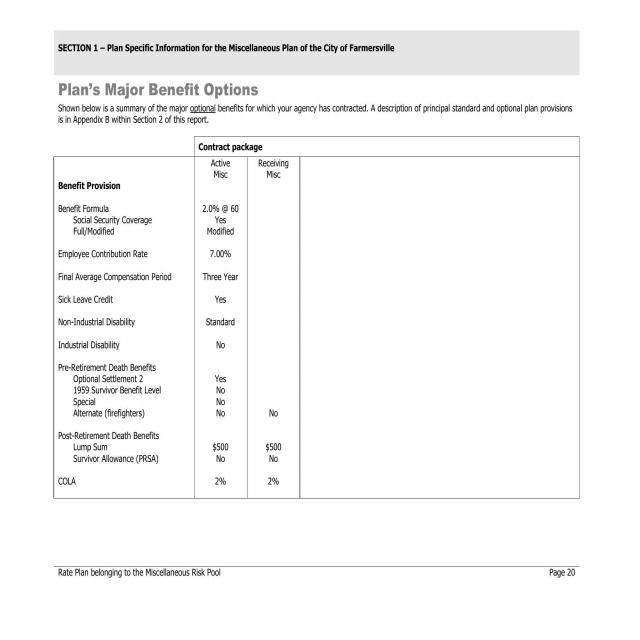 SECTION 1 – Plan Specific Information for the Miscellaneous Plan of the City of Farmersville
Plan's Major Benefit Options
Shown below is a summary of the major optional benefits for which your agency has contracted. A description of principal standard and optional plan provisions
is in Appendix B within Section 2 of this report.
Contract package
Active Receiving
Misc Misc
Benefit Provision
Benefit Formula 2.0% @ 60
Social Security Coverage Yes
Full/Modified Modified
Employee Contribution Rate 7.00%
Final Average Compensation Period Three Year
Sick Leave Credit Yes
Non-Industrial Disability Standard
Industrial Disability No
Pre-Retirement Death Benefits
Optional Settlement 2 Yes
1959 Survivor Benefit Level No
Special No
Alternate (firefighters) No No
Post-Retirement Death Benefits
Lump Sum $500 $500
Survivor Allowance (PRSA) No No
COLA 2% 2%
Rate Plan belonging to the Miscellaneous Risk Pool Page 20